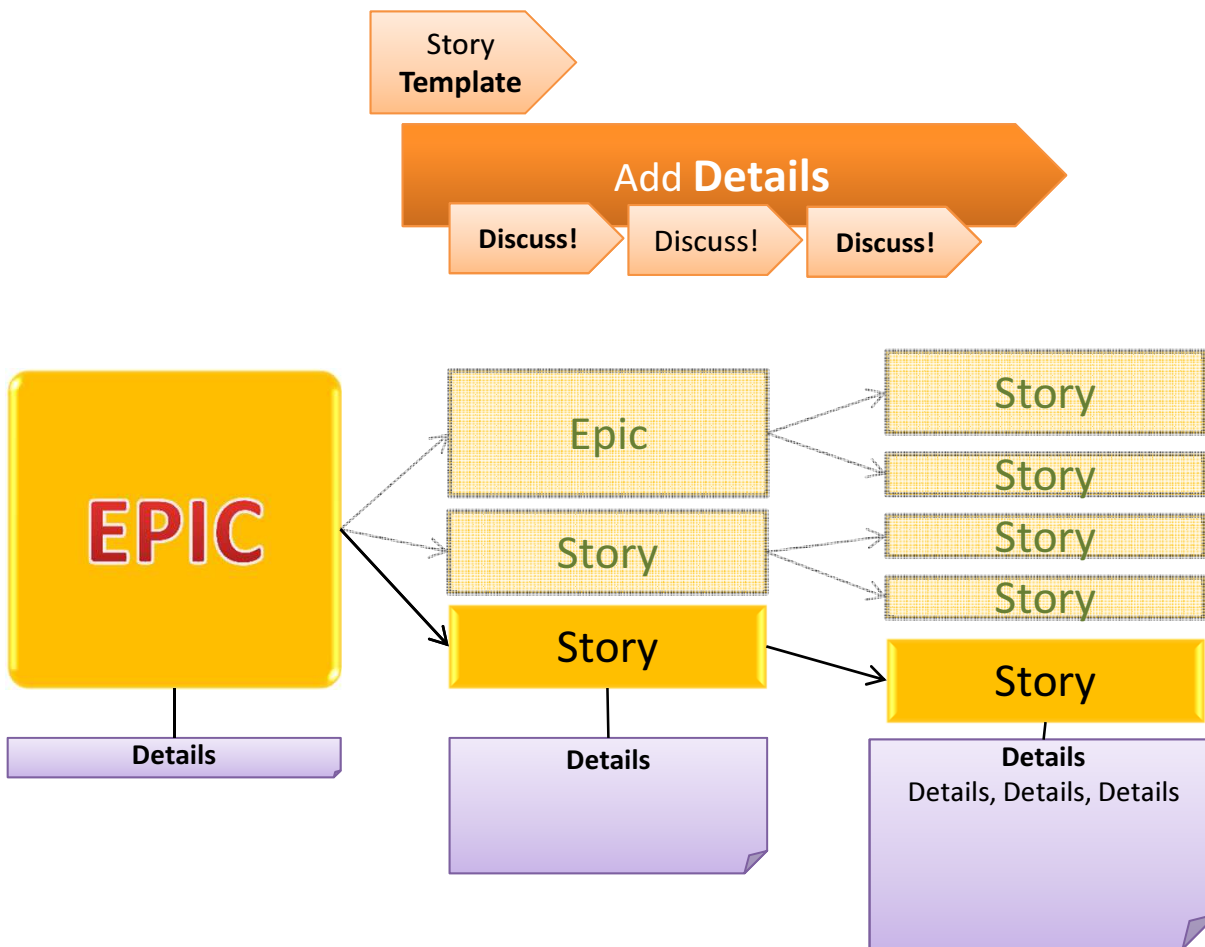 Story
Template
Add Details
Discuss!
Discuss!
Discuss!
EPIC
Details
Epic
Story
Story
Details
Story
Story
Story
Story
Story
Details
Details, Details, Details